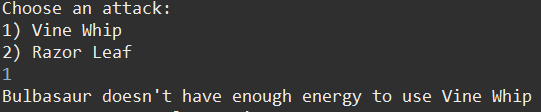 Choose an attack:
1) Vine Whip
2) Razor Leaf
1
Bulbasaur doesn't have enough energy to use Vine Whip